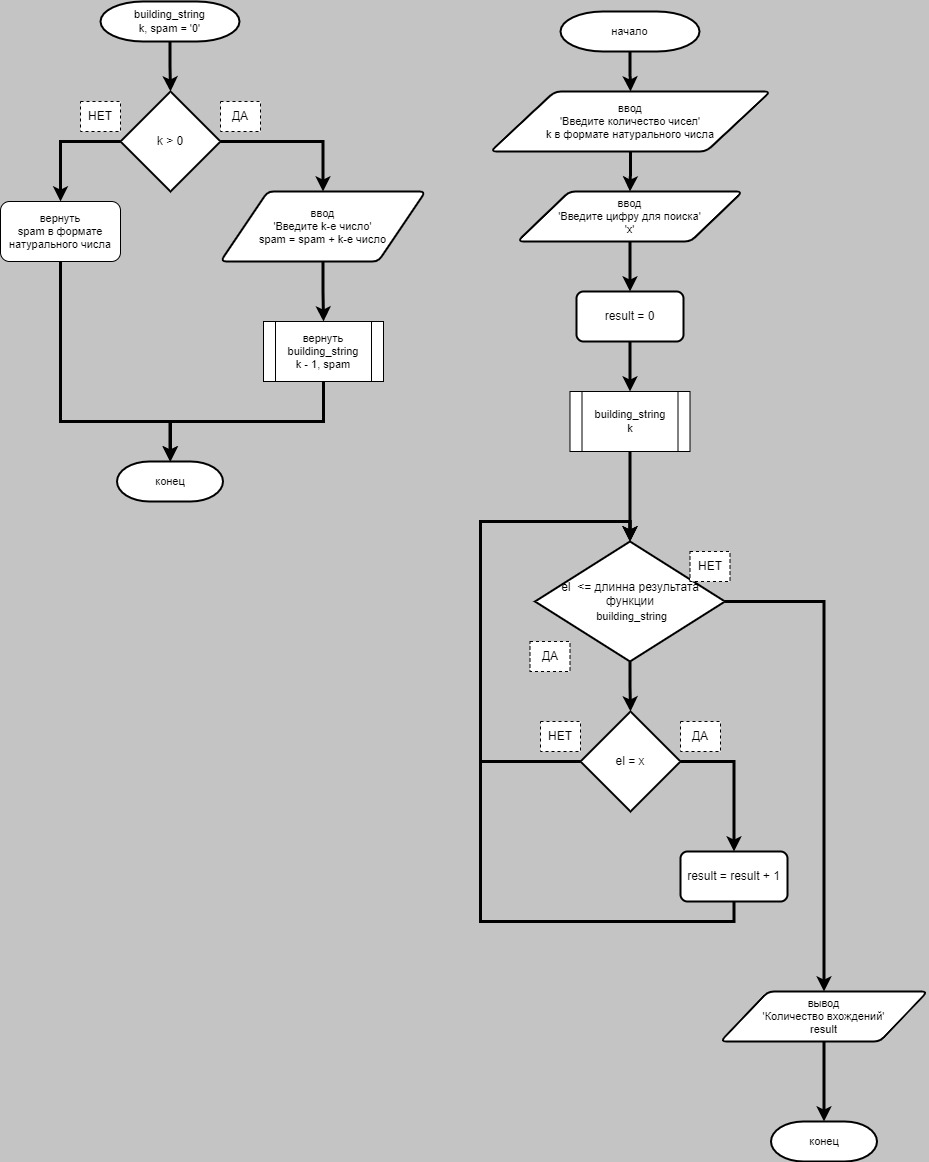 building_string
k, spam = '0'
НЕТ
ДА
k > 0
вернуть
spam в формате
натурального числа
ввод
'Введите k-е число'
spam = spam + k-е число
вернуть
building_string
k - 1, spam
конец
начало
ввод
'Введите количество чисел'
k в формате натурального числа
ввод
'Введите цифру для поиска'
'x'
result = 0
building_string
k
НЕТ
el <= длинна результата
функции
building_string
ДА
НЕТ
ДА
el = x
result = result + 1
вывод
'Количество вхождений'
result
конец